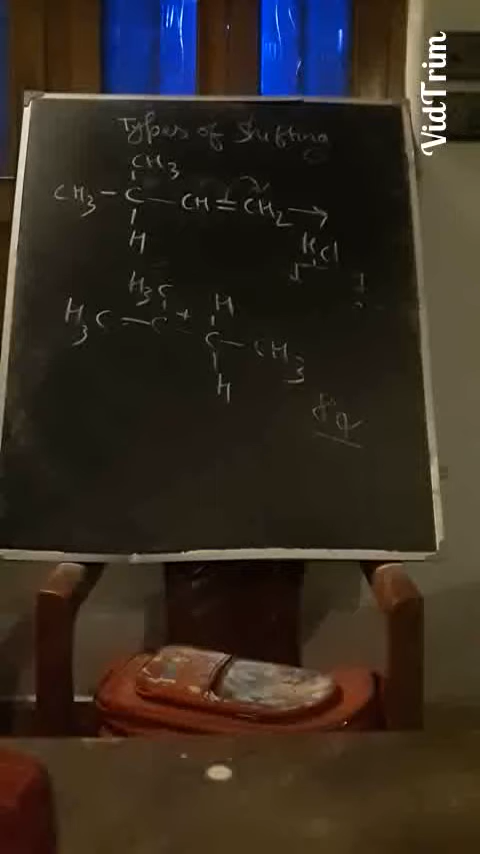 Types of Shifting
CH3
CH3 - C - CH = CH2 →
H
HCl
H3C H
H3C - C + C - CH3
H
VidTrim